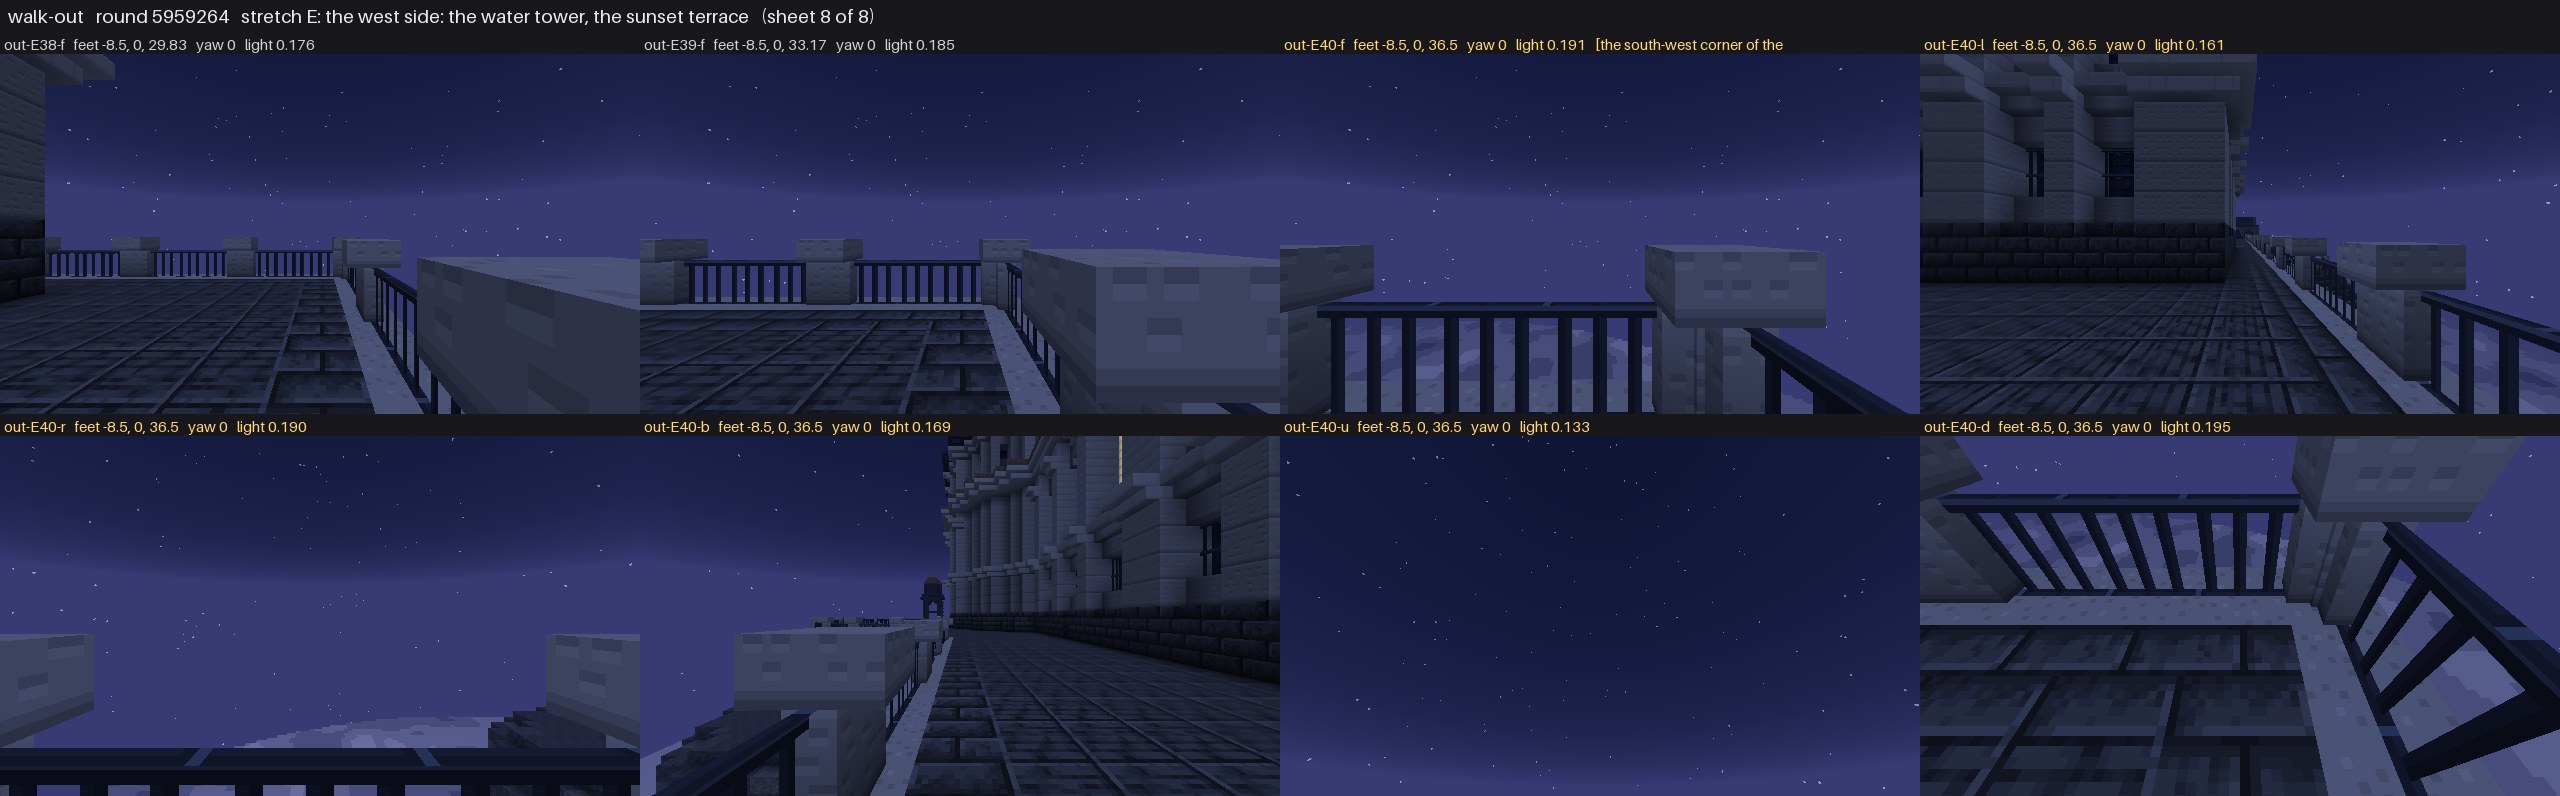 walk-out round 5959264 stretch E: the west side: the water tower, the sunset terrace (sheet 8 of 8)
out-E38-f feet -8.5, 0, 29.83 yaw 0 light 0.176
out-E39-f feet -8.5, 0, 33.17 yaw 0 light 0.185
out-E40-f feet -8.5, 0, 36.5 yaw 0 light 0.191 [the south-west corner of the
out-E40-l feet -8.5, 0, 36.5 yaw 0 light 0.161
out-E40-r feet -8.5, 0, 36.5 yaw 0 light 0.190
out-E40-b feet -8.5, 0, 36.5 yaw 0 light 0.169
out-E40-u feet -8.5, 0, 36.5 yaw 0 light 0.133
out-E40-d feet -8.5, 0, 36.5 yaw 0 light 0.195